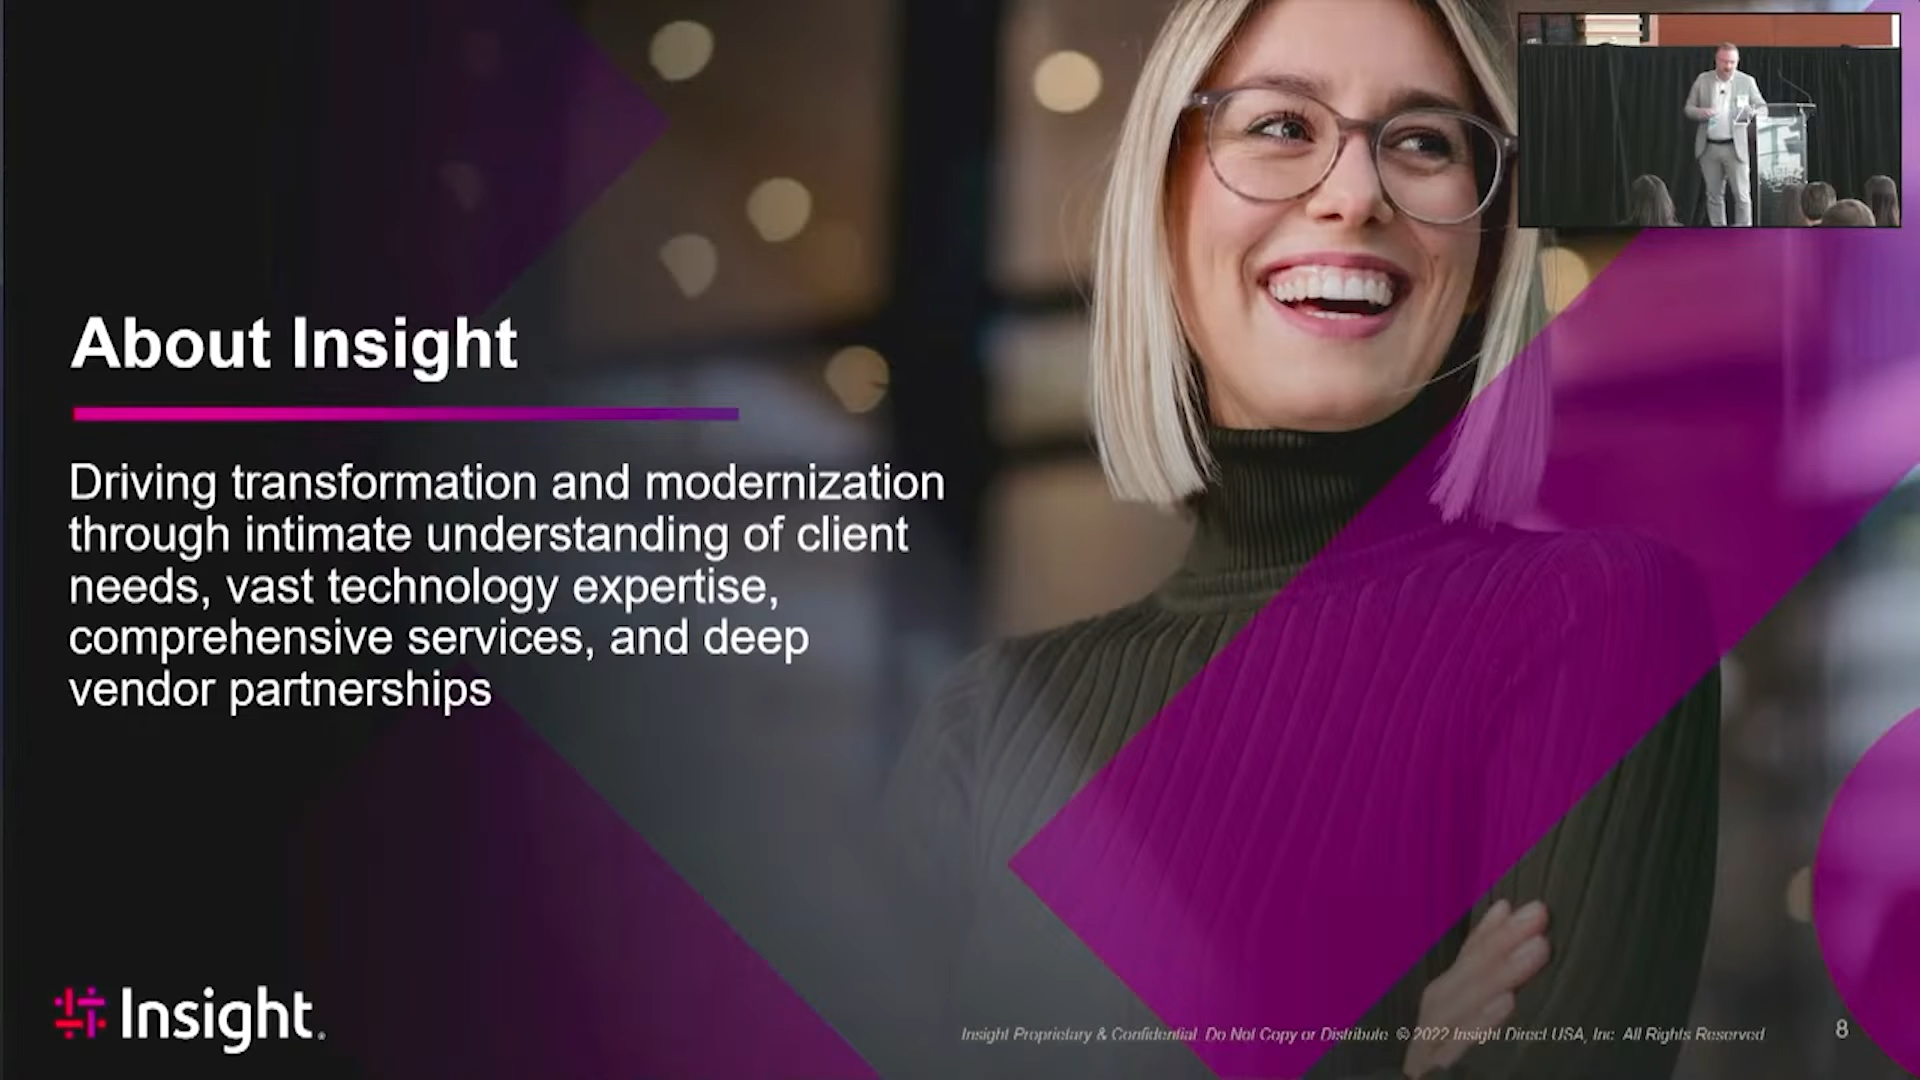 About Insight
Driving transformation and modernization
through intimate understanding of client
needs, vast technology expertise,
comprehensive services, and deep
vendor partnerships
Insight
Insight Proprietary & Confidential. Do Not Copy or Distribute. © 2022 Insight Direct USA, Inc. All Rights Reserved
8